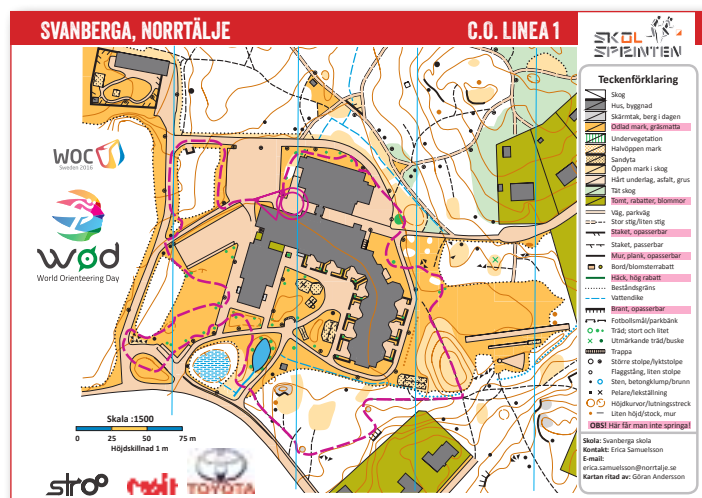 SVANBERGA, NORRTÄLJE
C.O. LINEA 1
SKOL
SPRINTEN
WOC
Sweden 2016
wød
World Orienteering Day
Skala :1500
0 25 50 75 m
Höjdskillnad 1 m
TOYOTA
Teckenförklaring
Skog
Hus, byggnad
Skärmtak, berg i dagen
Odlad mark, gräsmatta
Undervegetation
Halvöppen mark
Sandyta
Öppen mark i skog
Hårt underlag, asfalt, grus
Tät skog
Tomt, rabatter, blommor
Väg, parkväg
Stor stig/liten stig
Staket, opasserbar
Staket, passerbar
Mur, plank, opasserbar
Bord/blomsterrabatt
Häck, hög rabatt
Beståndsgräns
Vattendike
Brant, opasserbar
Fotbollsmål/parkbänk
Träd; stort och litet
Utmärkande träd/buske
Trappa
Större stolpe/lyktstolpe
Flaggstång, liten stolpe
Sten, betongklump/brunn
Pelare/lekställning
Höjdkurvor/lutningsstreck
Liten höjd/stock, mur
OBS! Här får man inte springa!
Skola: Svanberga skola
Kontakt: Erica Samuelsson
E-mail:
erica.samuelsson@norrtalje.se
Kartan ritad av: Göran Andersson